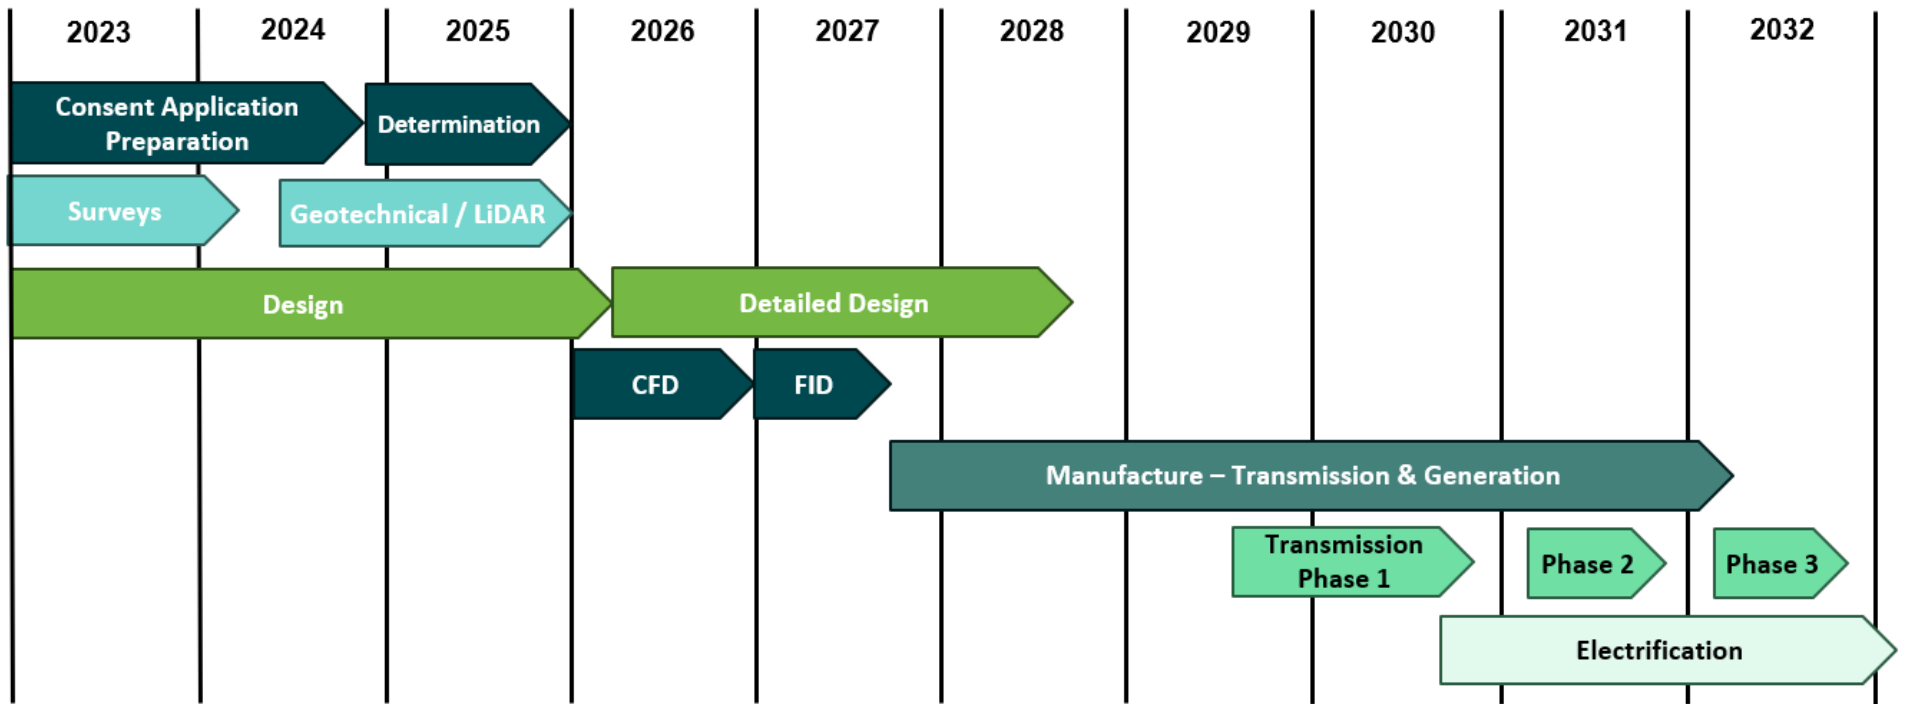 2023 2024 2025 2026 2027 2028 2029 2030 2031 2032
Consent Application
Preparation
Determination
Surveys
Geotechnical / LiDAR
Design
Detailed Design
CFD
FID
Manufacture – Transmission & Generation
Transmission
Phase 1
Phase 2
Phase 3
Electrification